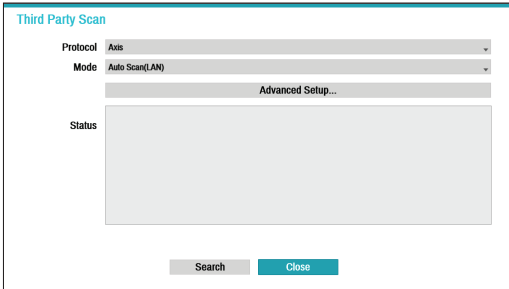 Third Party Scan
Protocol Axis
Mode Auto Scan(LAN)
Advanced Setup...
Status
Search Close